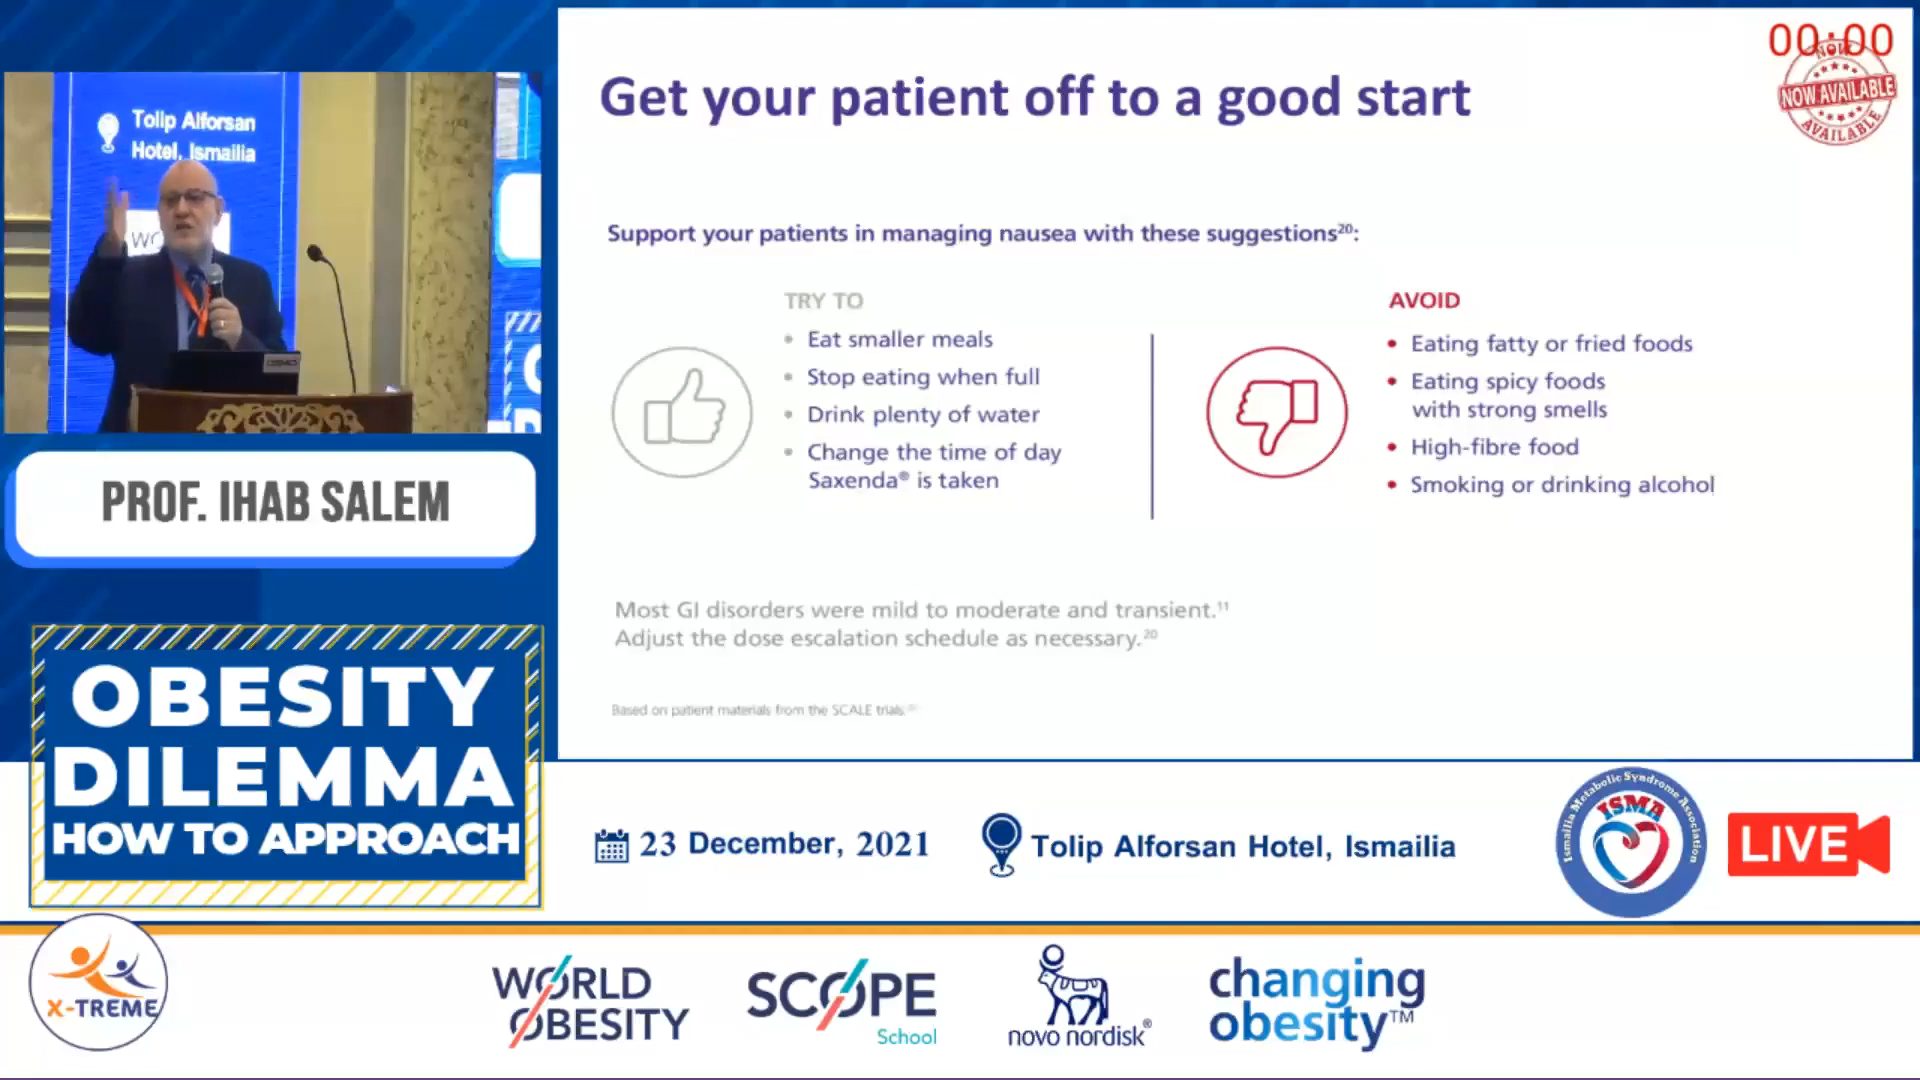 00:00
NOW
NOW AVAILABLE
AVAILABLE
Get your patient off to a good start
Support your patients in managing nausea with these suggestions²⁰:
TRY TO
• Eat smaller meals
• Stop eating when full
• Drink plenty of water
• Change the time of day
Saxenda® is taken
AVOID
• Eating fatty or fried foods
• Eating spicy foods
with strong smells
• High-fibre food
• Smoking or drinking alcohol
Most GI disorders were mild to moderate and transient.¹¹
Adjust the dose escalation schedule as necessary.²⁰
Based on patient materials from the SCALE trials.
Tolip Alforsan
Hotel, Ismailia
PROF. IHAB SALEM
OBESITY
DILEMMA
HOW TO APPROACH
23 December, 2021
Tolip Alforsan Hotel, Ismailia
Ismailia Metabolic Syndrome Association
ISMA
LIVE
X-TREME
WORLD
OBESITY
SCOPE
School
novo nordisk®
changing
obesity™